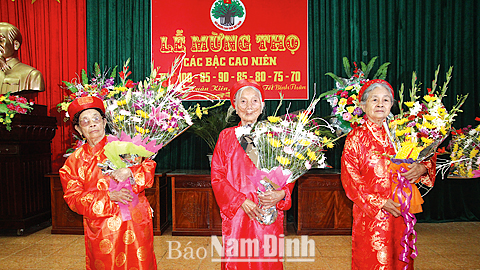 LỄ MỪNG THỌ
CÁC BẬC CAO NIÊN
100 - 95 - 90 - 85 - 80 - 75 - 70
Báo Nam Định